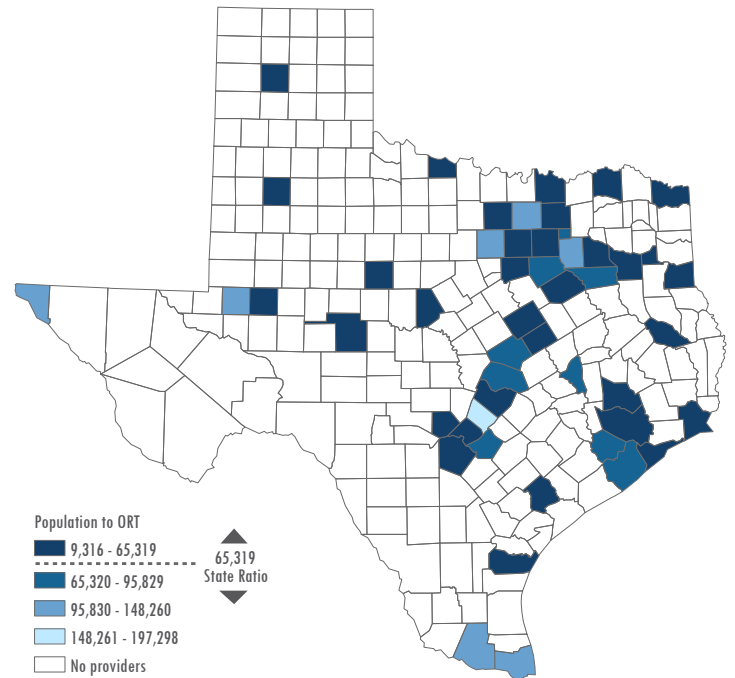 Population to ORT
9,316 - 65,319
65,320 - 95,829
95,830 - 148,260
148,261 - 197,298
No providers
65,319
State Ratio